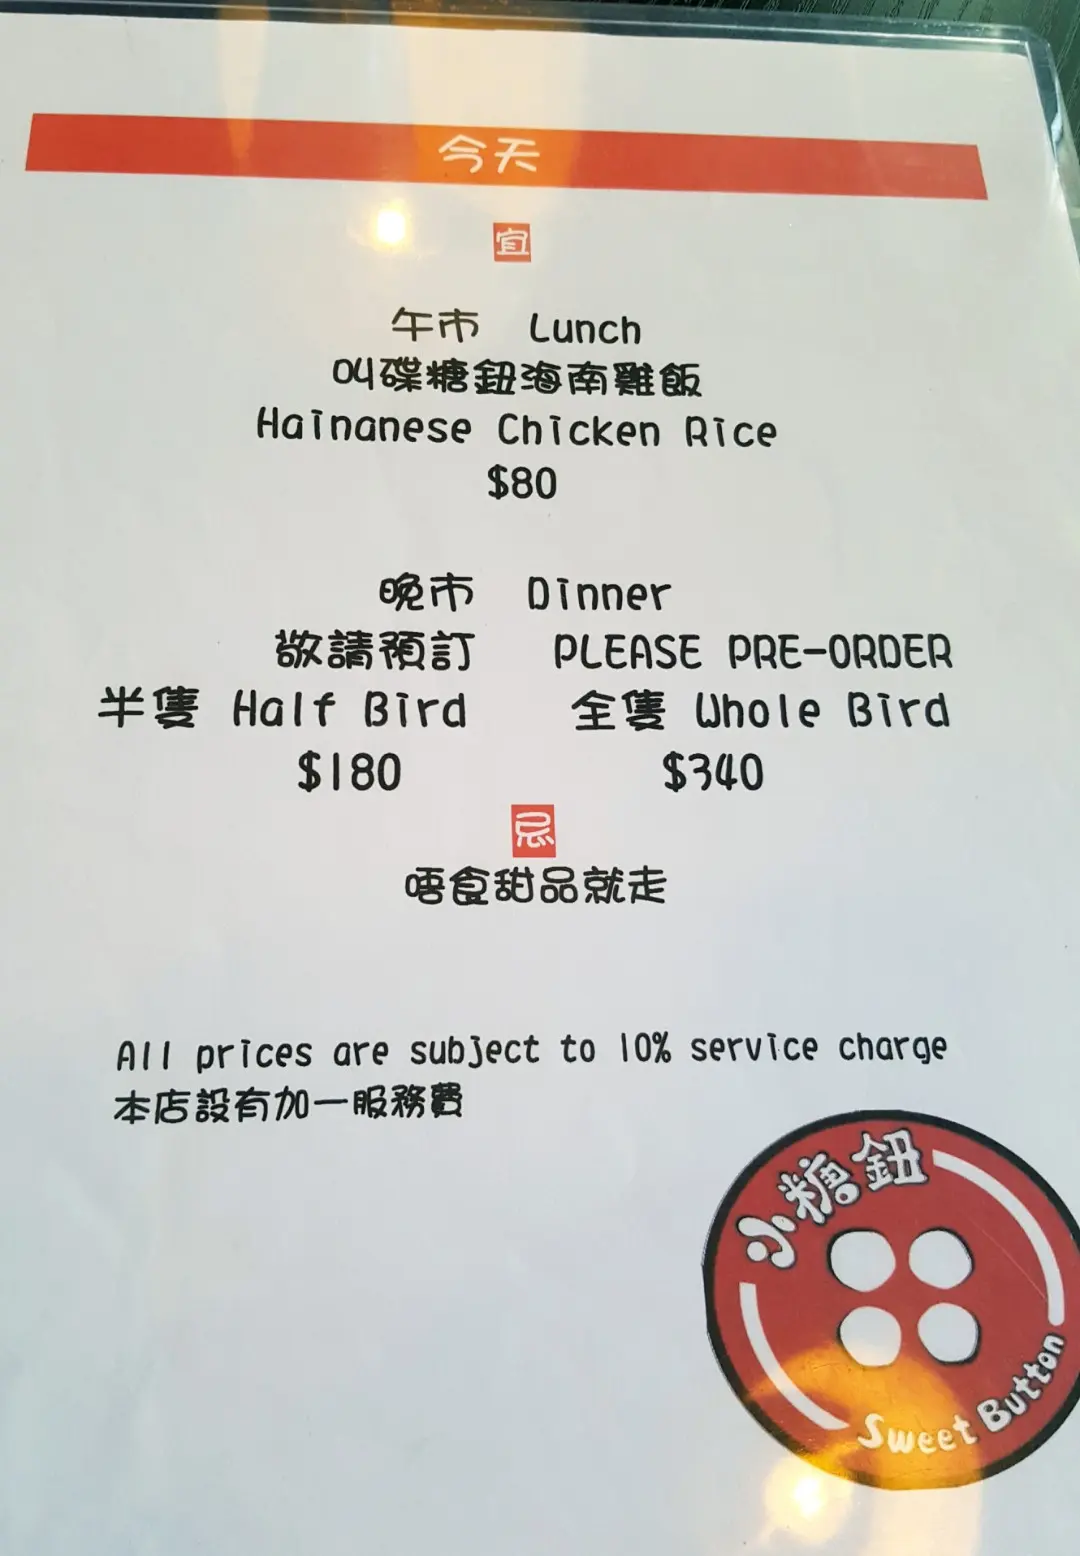 今天
宜
午市 Lunch
叫碟糖鈕海南雞飯
Hainanese Chicken Rice
$80
晚市 Dinner
敬請預訂 PLEASE PRE-ORDER
半隻 Half Bird 全隻 Whole Bird
$180 $340
忌
唔食甜品就走
All prices are subject to 10% service charge
本店設有加一服務費
小糖鈕
Sweet Button